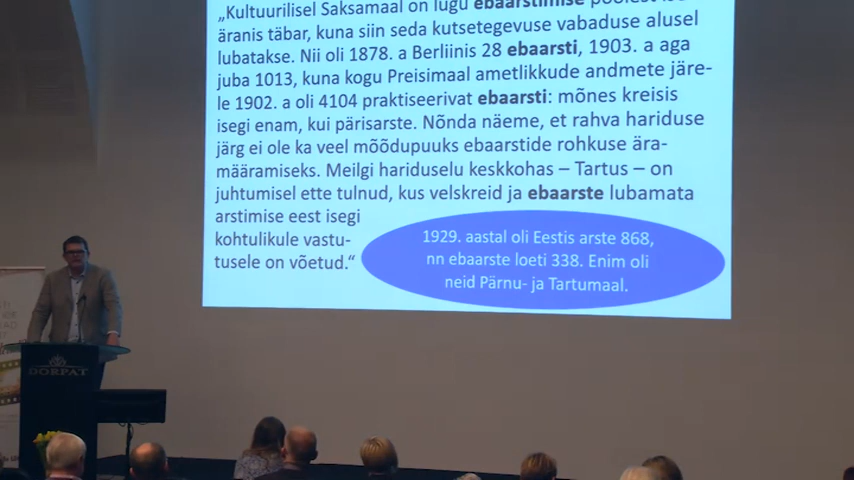 „Kultuurilisel Saksamaal on lugu ebaarstimise poolest
äranis täbar, kuna siin seda kutsetegevuse vabaduse alusel
lubatakse. Nii oli 1878. a Berliinis 28 ebaarsti, 1903. a aga
juba 1013, kuna kogu Preisimaal ametlikkude andmete järe-
le 1902. a oli 4104 praktiseerivat ebaarsti: mõnes kreisis
isegi enam, kui pärisarste. Nõnda näeme, et rahva hariduse
järg ei ole ka veel mõõdupuuks ebaarstide rohkuse ära-
määramiseks. Meilgi hariduselu keskkohas – Tartus – on
juhtumisel ette tulnud, kus velskreid ja ebaarste lubamata
arstimise eest isegi
kohtulikule vastu-
tusele on võetud.“
1929. aastal oli Eestis arste 868,
nn ebaarste loeti 338. Enim oli
neid Pärnu- ja Tartumaal.
DORPAT